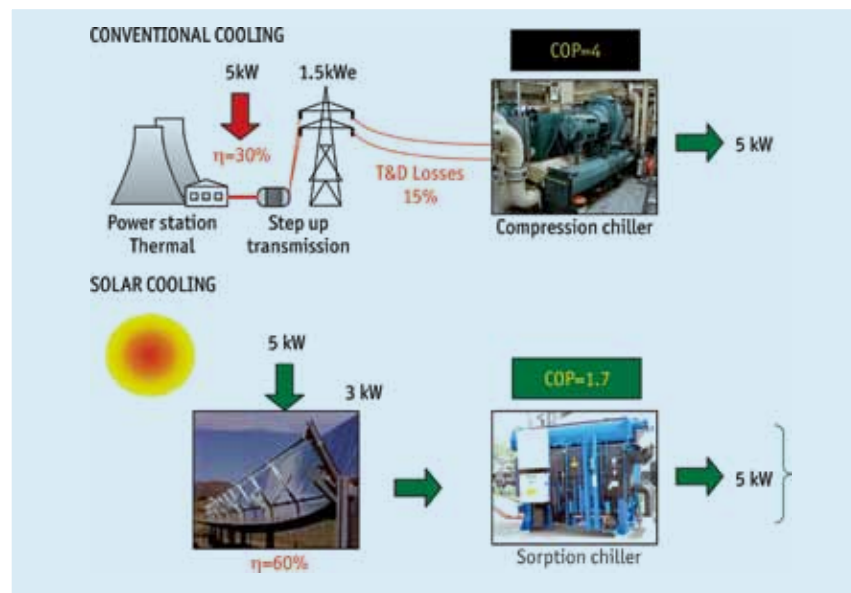 CONVENTIONAL COOLING
COP=4
5kW
1.5kWe
η=30%
T&D Losses
15%
5 kW
Power station
Thermal
Step up
transmission
Compression chiller
SOLAR COOLING
5 kW
3 kW
COP=1.7
5 kW
η=60%
Sorption chiller